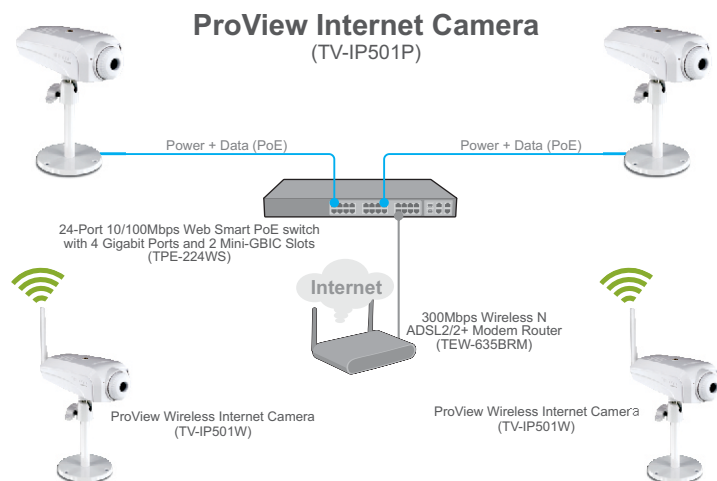 ProView Internet Camera
(TV-IP501P)
Power + Data (PoE)
Power + Data (PoE)
24-Port 10/100Mbps Web Smart PoE switch
with 4 Gigabit Ports and 2 Mini-GBIC Slots
(TPE-224WS)
Internet
300Mbps Wireless N
ADSL2/2+ Modem Router
(TEW-635BRM)
ProView Wireless Internet Camera
(TV-IP501W)
ProView Wireless Internet Camera
(TV-IP501W)